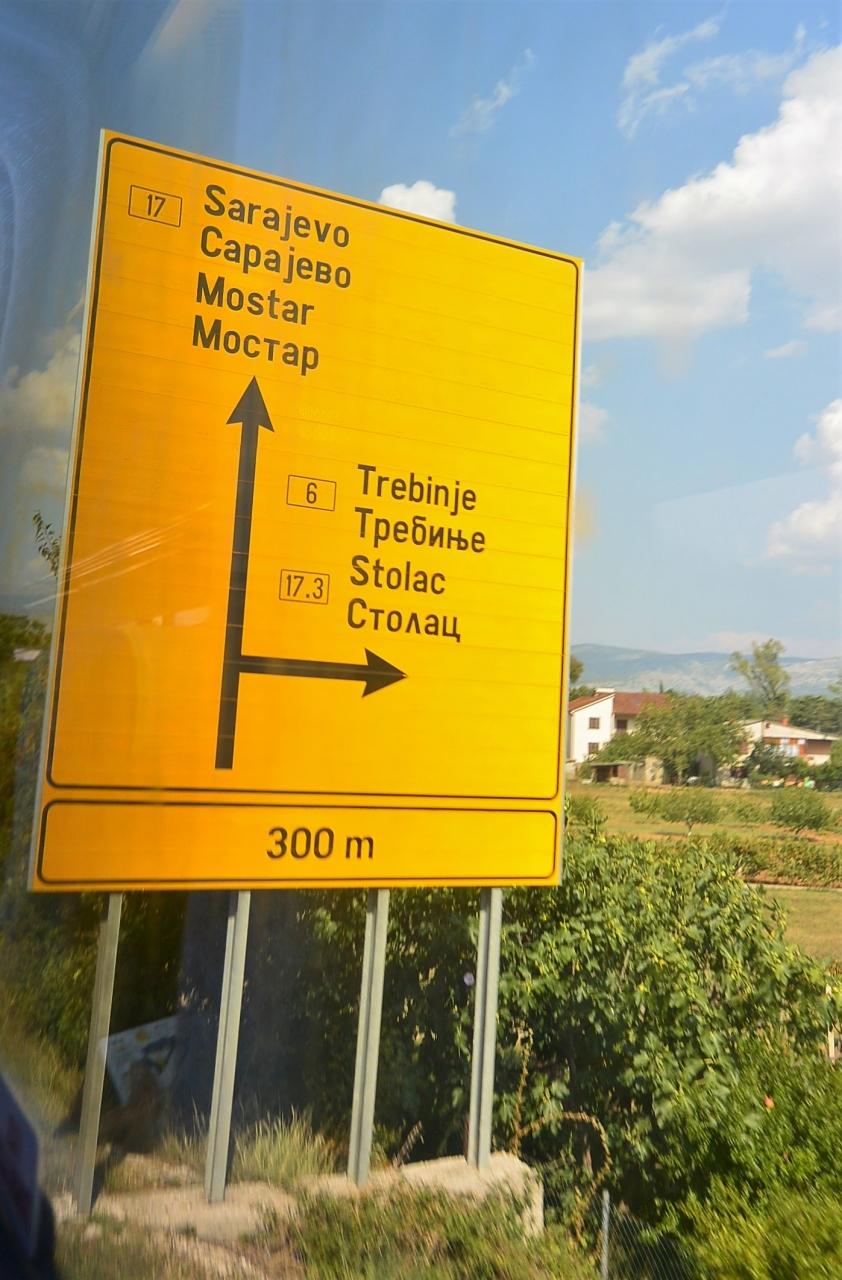 17 Sarajevo
Сарајево
Mostar
Мостар
6 Trebinje
Требиње
17.3 Stolac
Столац
300 m